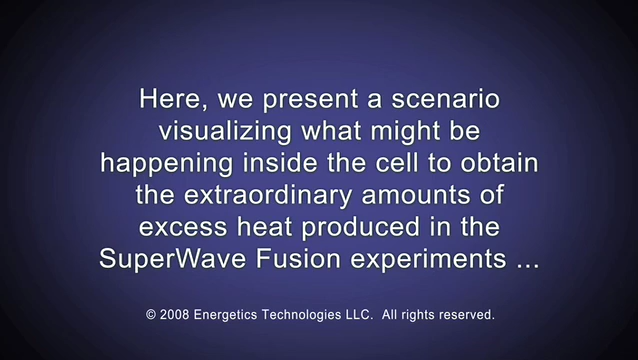 Here, we present a scenario
visualizing what might be
happening inside the cell to obtain
the extraordinary amounts of
excess heat produced in the
SuperWave Fusion experiments ...
© 2008 Energetics Technologies LLC. All rights reserved.